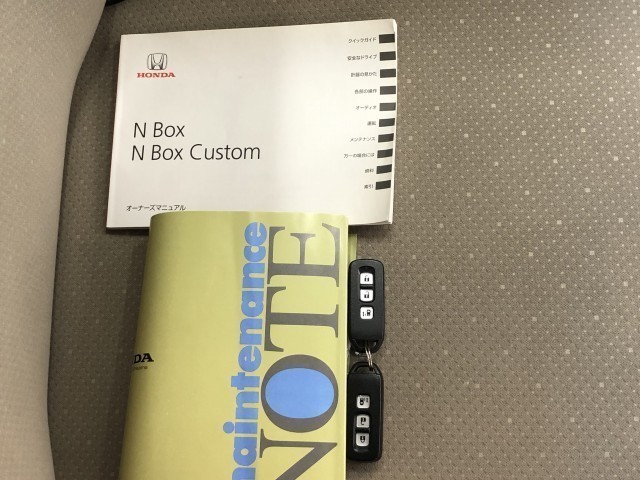 HONDA
N Box
N Box Custom
オーナーズマニュアル
クイックガイド
安全なドライブ
計器の見かた
各部の操作
オーディオ
運転
メンテナンス
万一の場合には
資料
索引
maintenance
NOTE
DA